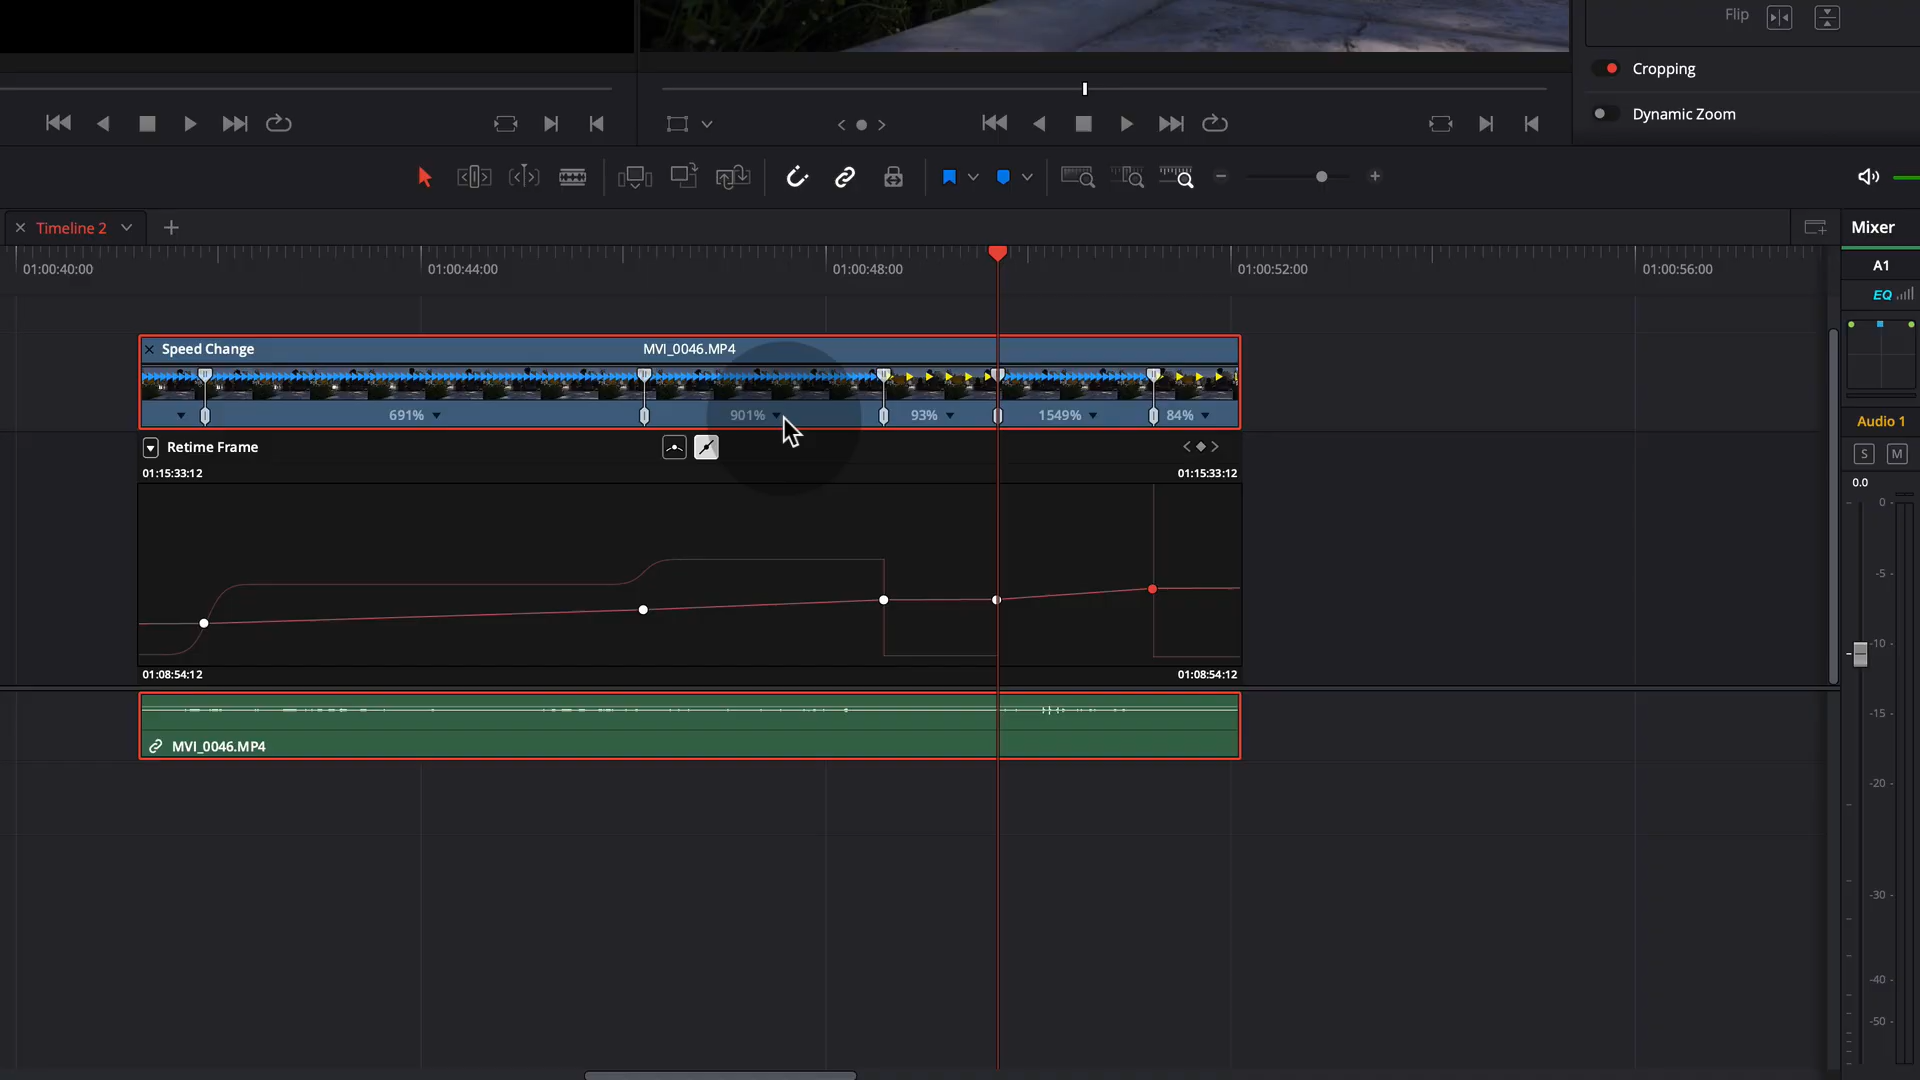 Flip
Cropping
Dynamic Zoom
Timeline 2
Mixer
01:00:40:00
01:00:44:00
01:00:48:00
01:00:52:00
01:00:56:00
A1
EQ
Speed Change
MVI_0046.MP4
691%
901%
93%
1549%
84%
Audio 1
Retime Frame
S
M
01:15:33:12
01:15:33:12
0.0
0
-5
-10
01:08:54:12
01:08:54:12
-15
MVI_0046.MP4
-20
-30
-40
-50